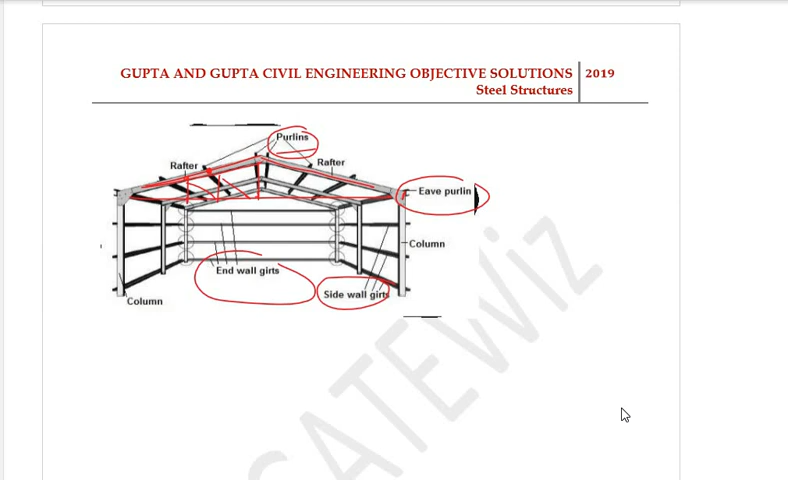 GUPTA AND GUPTA CIVIL ENGINEERING OBJECTIVE SOLUTIONS 2019
Steel Structures
Purlins
Rafter
Rafter
Eave purlin
Column
End wall girts
Side wall girts
Column
GATEWIZ